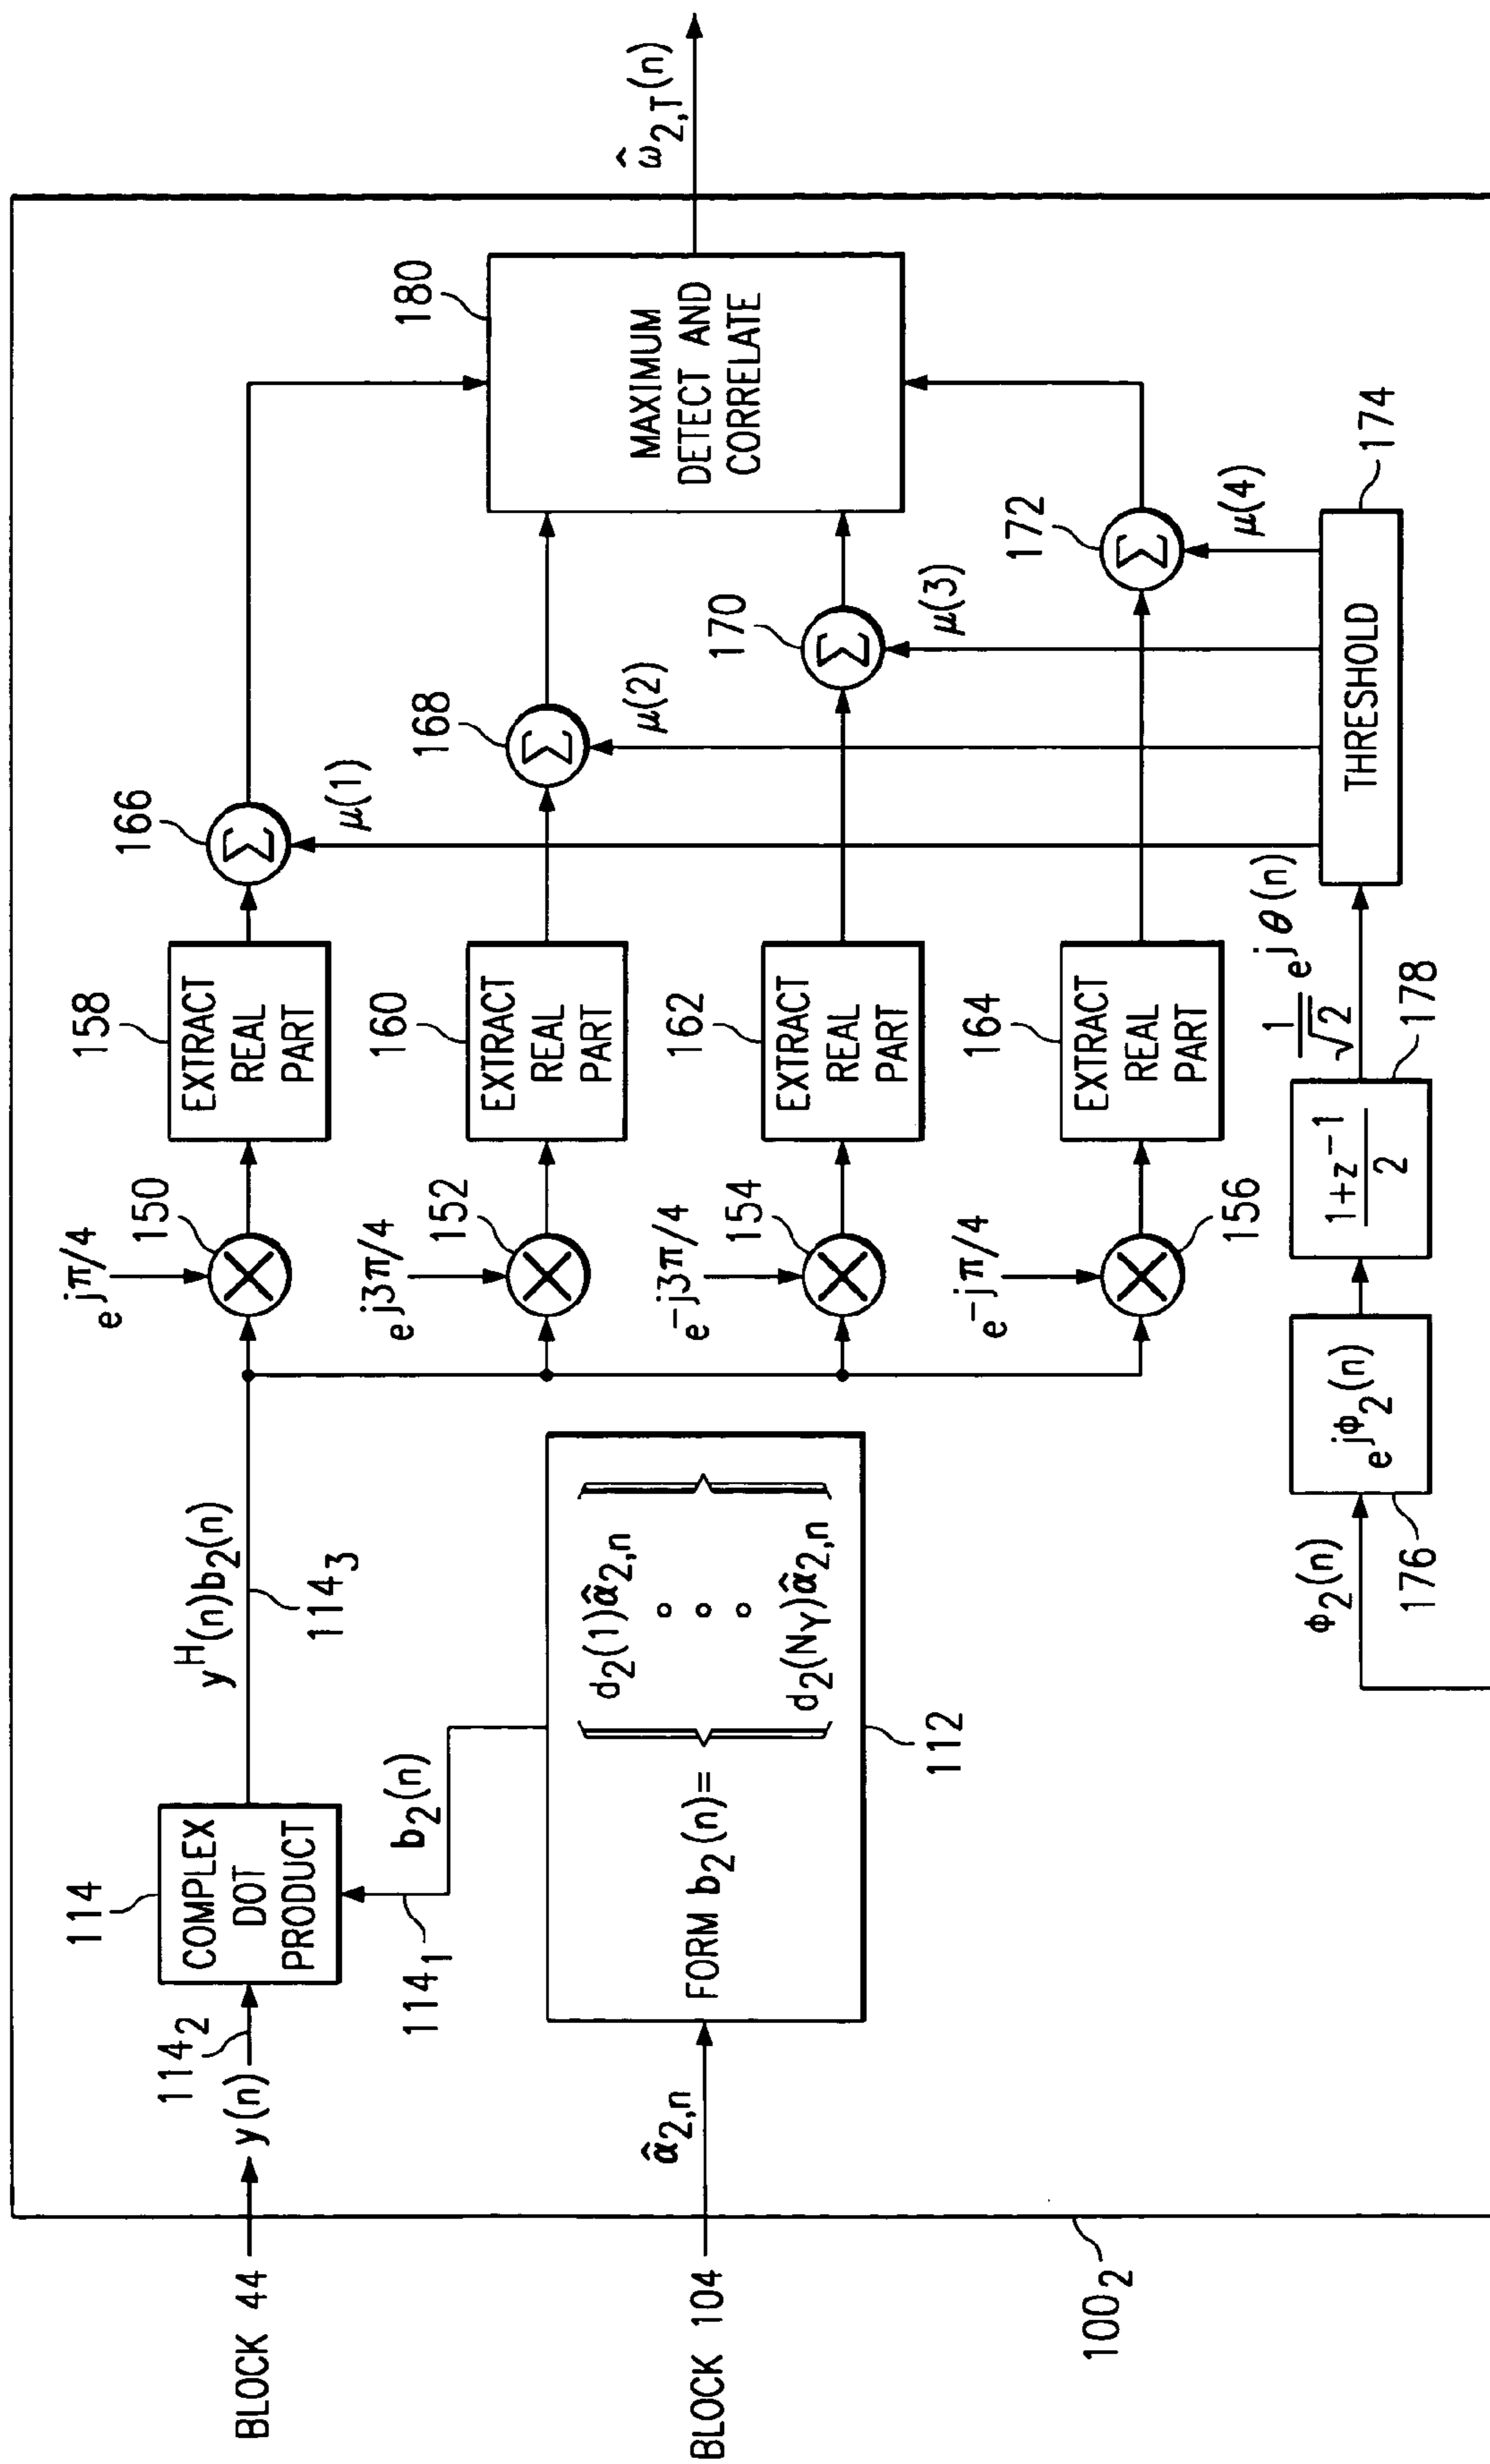 BLOCK 44
y(n)
114₂
114
COMPLEX
DOT
PRODUCT
114₁
b₂(n)
yᴴ(n)b₂(n)
114₃
BLOCK 104
α̂₂,ₙ
FORM b₂(n)=
d₂(1)α̂₂,ₙ
d₂(N_Y)α̂₂,ₙ
112
100₂
e^jπ/4
150
e^j3π/4
152
e^-j3π/4
154
e^-jπ/4
156
158
EXTRACT
REAL
PART
160
EXTRACT
REAL
PART
162
EXTRACT
REAL
PART
164
EXTRACT
REAL
PART
166
μ(1)
168
μ(2)
170
μ(3)
172
μ(4)
Σ
Σ
Σ
Σ
180
MAXIMUM
DETECT AND
CORRELATE
ω̂₂,T(n)
ϕ₂(n)
e^jϕ₂(n)
176
1+z⁻¹
2
178
1
√2
e^jθ(n)
THRESHOLD
174